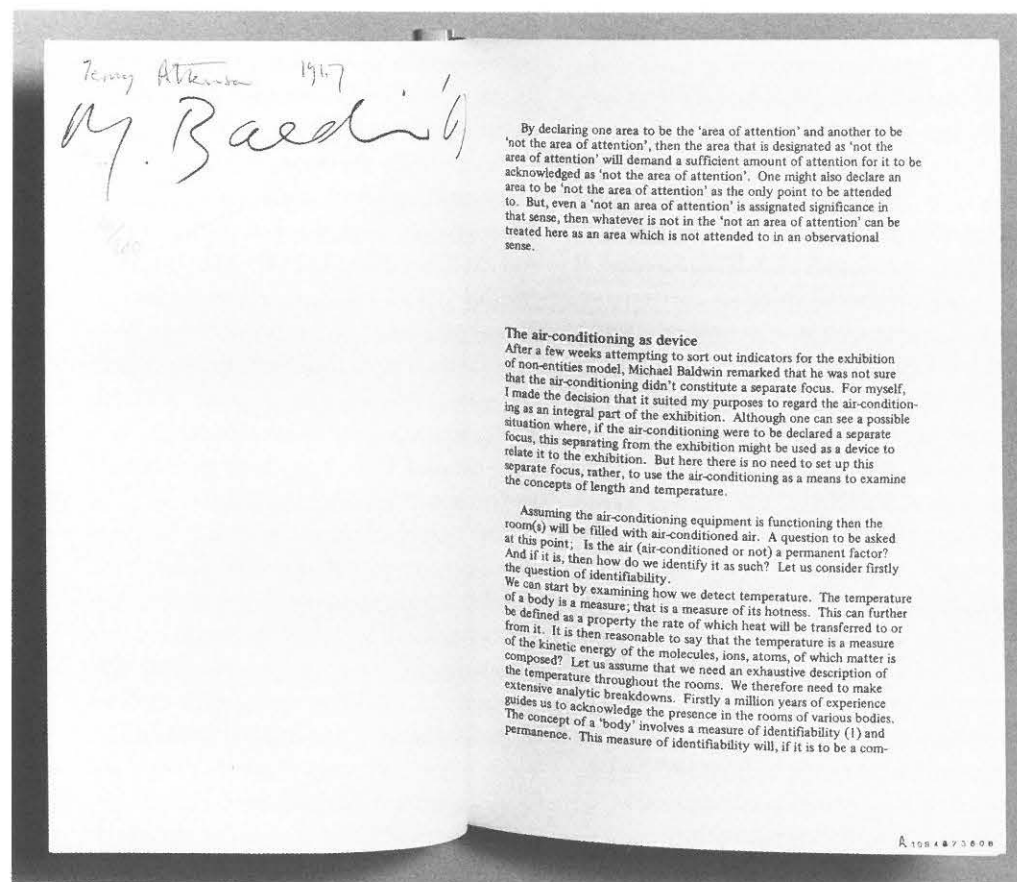 Terry Atkinson 1967
M. Baldwin
By declaring one area to be the 'area of attention' and another to be
'not the area of attention', then the area that is designated as 'not the
area of attention' will demand a sufficient amount of attention for it to be
acknowledged as 'not the area of attention'. One might also declare an
area to be 'not the area of attention' as the only point to be attended
to. But, even a 'not an area of attention' is assignated significance in
that sense, then whatever is not in the 'not an area of attention' can be
treated here as an area which is not attended to in an observational
sense.
The air-conditioning as device
After a few weeks attempting to sort out indicators for the exhibition
of non-entities model, Michael Baldwin remarked that he was not sure
that the air-conditioning didn't constitute a separate focus. For myself,
I made the decision that it suited my purposes to regard the air-condition-
ing as an integral part of the exhibition. Although one can see a possible
situation where, if the air-conditioning were to be declared a separate
focus, this separating from the exhibition might be used as a device to
relate it to the exhibition. But here there is no need to set up this
separate focus, rather, to use the air-conditioning as a means to examine
the concepts of length and temperature.
Assuming the air-conditioning equipment is functioning then the
room(s) will be filled with air-conditioned air. A question to be asked
at this point; Is the air (air-conditioned or not) a permanent factor?
And if it is, then how do we identify it as such? Let us consider firstly
the question of identifiability.
We can start by examining how we detect temperature. The temperature
of a body is a measure; that is a measure of its hotness. This can further
be defined as a property the rate of which heat will be transferred to or
from it. It is then reasonable to say that the temperature is a measure
of the kinetic energy of the molecules, ions, atoms, of which matter is
composed? Let us assume that we need an exhaustive description of
the temperature throughout the rooms. We therefore need to make
extensive analytic breakdowns. Firstly a million years of experience
guides us to acknowledge the presence in the rooms of various bodies.
The concept of a 'body' involves a measure of identifiability (1) and
permanence. This measure of identifiability will, if it is to be a com-